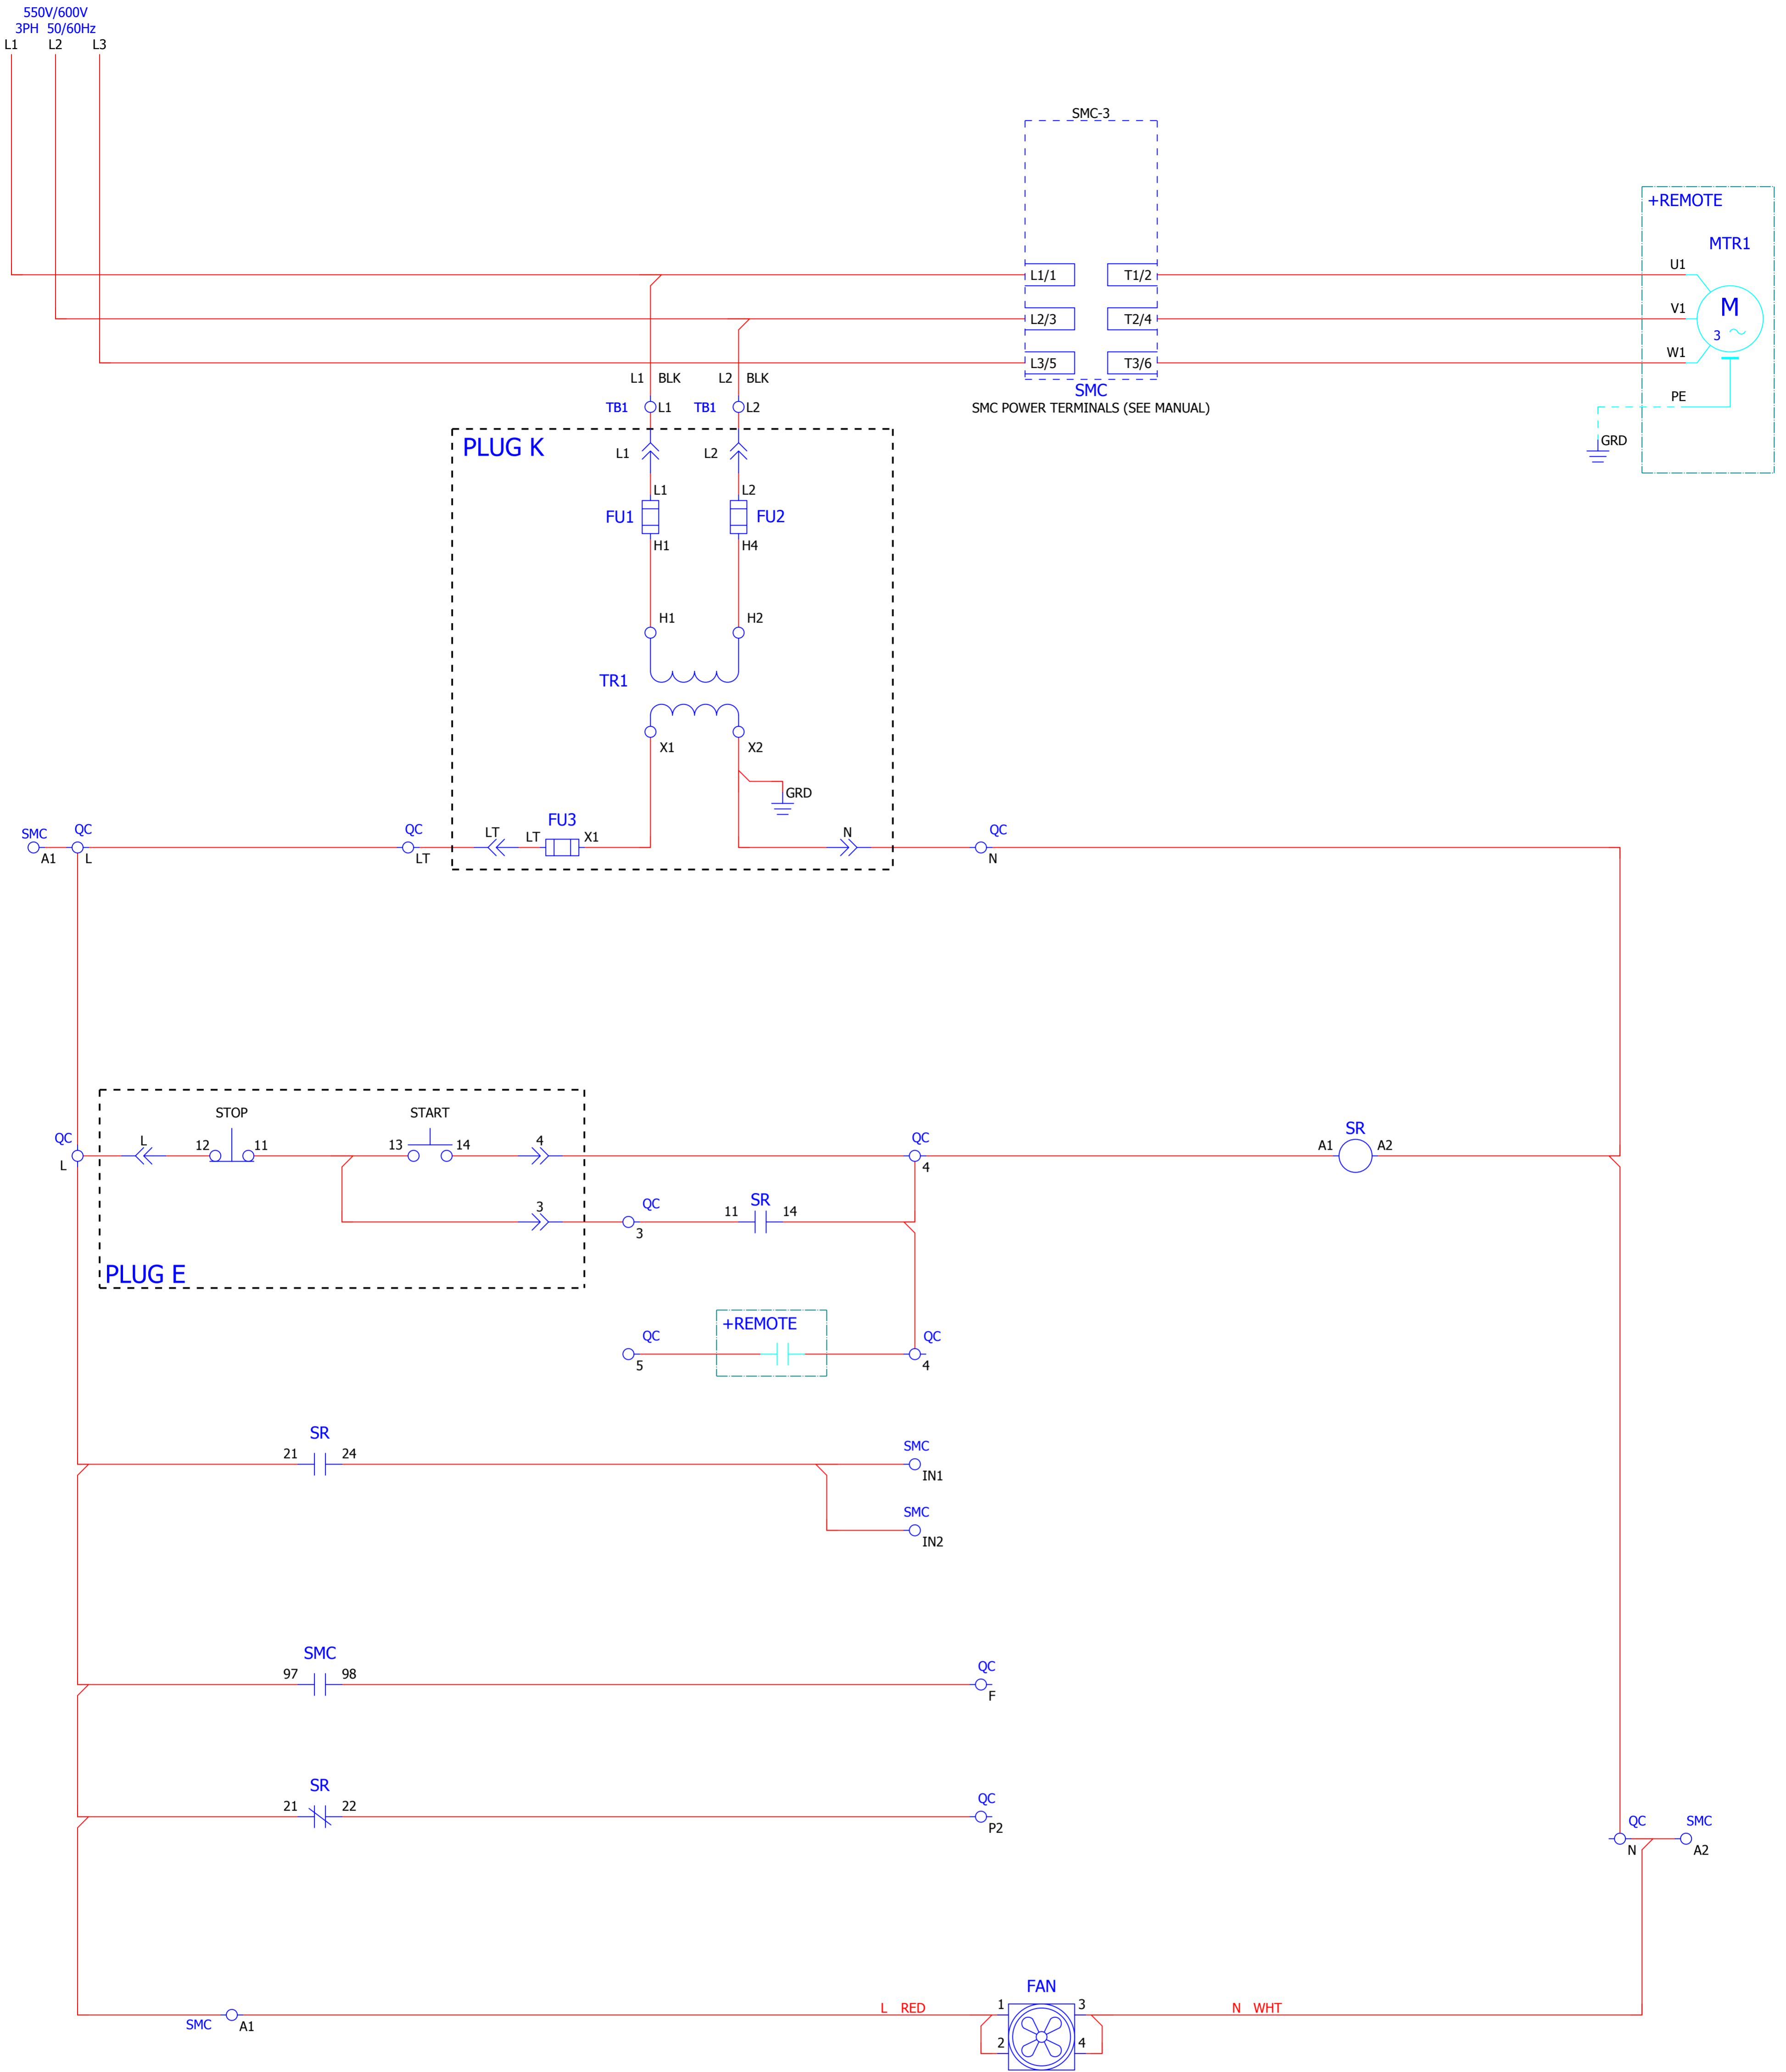 550V/600V
3PH 50/60Hz
L1 L2 L3
SMC-3
+REMOTE
MTR1
L1/1 T1/2 U1
M
3
L2/3 T2/4 V1
L3/5 T3/6 W1
SMC
SMC POWER TERMINALS (SEE MANUAL)
PE
GRD
L1 BLK L2 BLK
TB1 L1 TB1 L2
PLUG K
L1 L2
L1 L2
FU1 FU2
H1 H4
H1 H2
TR1
X1 X2
GRD
FU3
SMC QC QC LT LT X1 N QC
A1 L LT N
STOP START
QC L 12 11 13 14 4 QC SR
A1 A2
L 4
3 QC SR
11 14
3
PLUG E
+REMOTE
QC QC
5 4
SR
21 24 SMC
IN1
SMC
IN2
SMC
97 98 QC
F
SR
21 22 QC
P2
QC SMC
N A2
FAN
L RED 1 3 N WHT
SMC A1
2 4